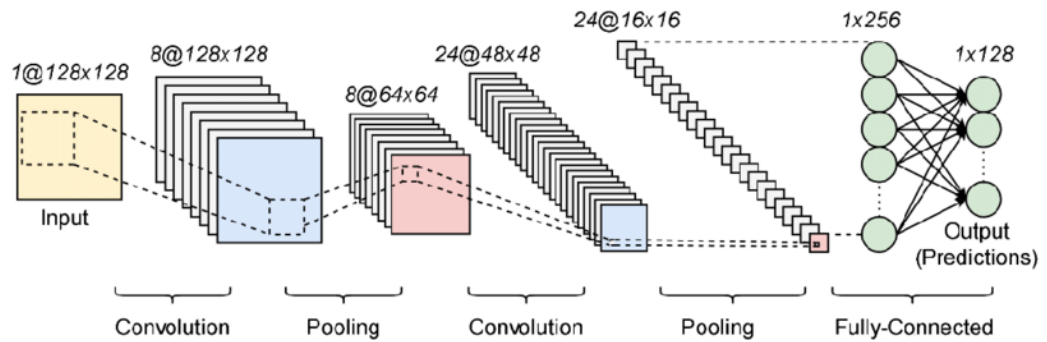 1@128x128
8@128x128
8@64x64
24@48x48
24@16x16
1x256
1x128
Input
Output
(Predictions)
Convolution
Pooling
Convolution
Pooling
Fully-Connected